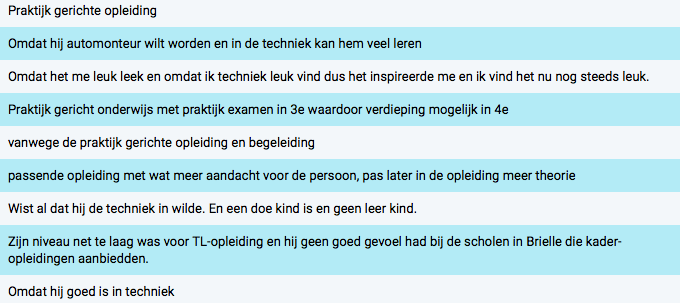 Praktijk gerichte opleiding
Omdat hij automonteur wilt worden en in de techniek kan hem veel leren
Omdat het me leuk leek en omdat ik techniek leuk vind dus het inspireerde me en ik vind het nu nog steeds leuk.
Praktijk gericht onderwijs met praktijk examen in 3e waardoor verdieping mogelijk in 4e
vanwege de praktijk gerichte opleiding en begeleiding
passende opleiding met wat meer aandacht voor de persoon, pas later in de opleiding meer theorie
Wist al dat hij de techniek in wilde. En een doe kind is en geen leer kind.
Zijn niveau net te laag was voor TL-opleiding en hij geen goed gevoel had bij de scholen in Brielle die kader-
opleidingen aanbiedden.
Omdat hij goed is in techniek